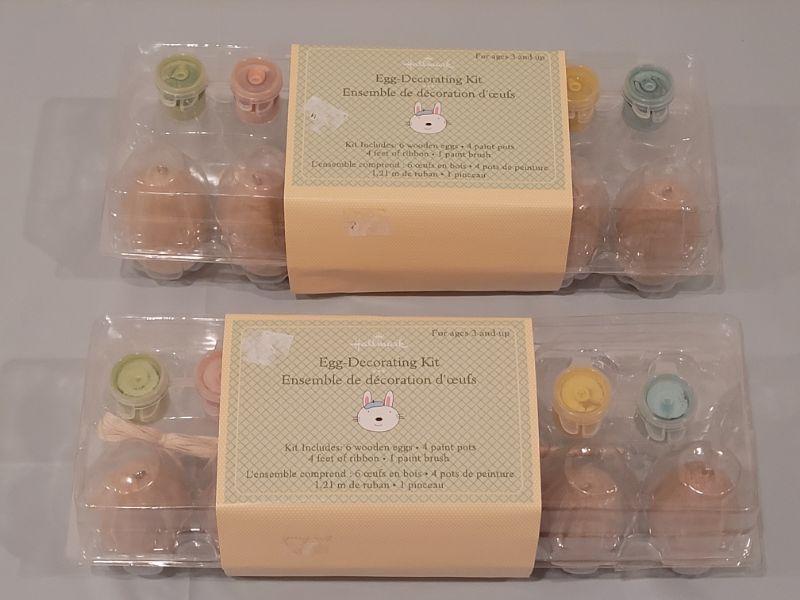 Hallmark
For ages 3 and up
Egg-Decorating Kit
Ensemble de décoration d'œufs
Kit Includes: 6 wooden eggs • 4 paint pots
4 feet of ribbon • 1 paint brush
L'ensemble comprend : 6 œufs en bois • 4 pots de peinture
1,21 m de ruban • 1 pinceau
Hallmark
For ages 3 and up
Egg-Decorating Kit
Ensemble de décoration d'œufs
Kit Includes: 6 wooden eggs • 4 paint pots
4 feet of ribbon • 1 paint brush
L'ensemble comprend : 6 œufs en bois • 4 pots de peinture
1,21 m de ruban • 1 pinceau